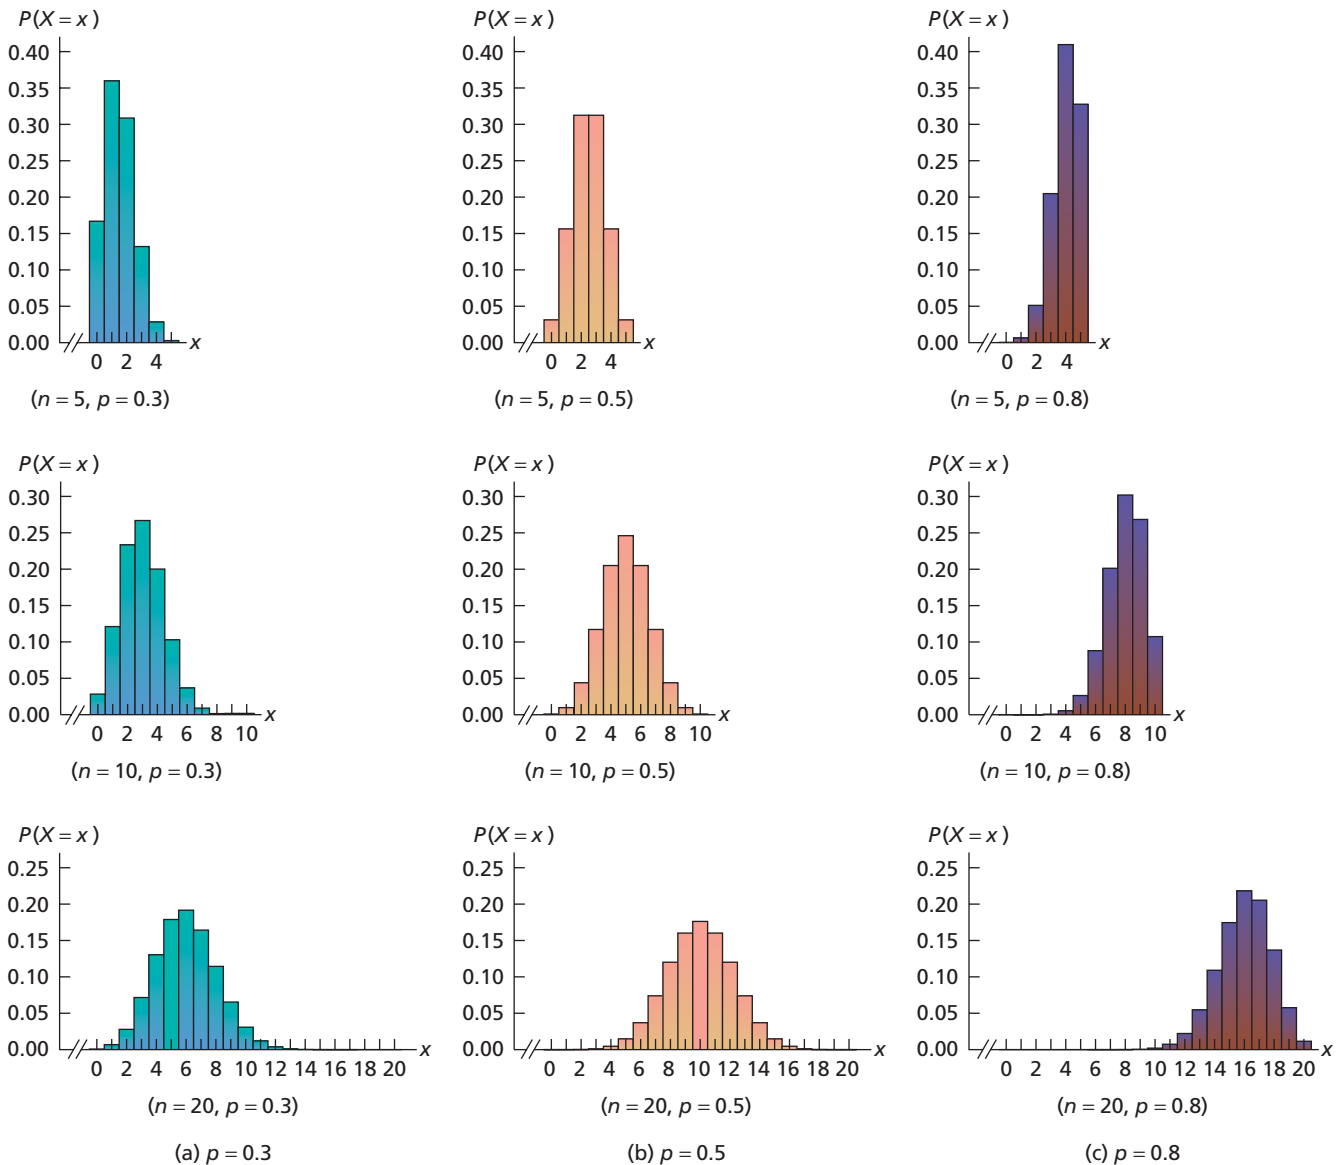 P(X = x) P(X = x) P(X = x)
0.40 0.40 0.40
0.35 0.35 0.35
0.30 0.30 0.30
0.25 0.25 0.25
0.20 0.20 0.20
0.15 0.15 0.15
0.10 0.10 0.10
0.05 0.05 0.05
0.00 x 0.00 x 0.00 x
0 2 4 0 2 4 0 2 4
(n = 5, p = 0.3) (n = 5, p = 0.5) (n = 5, p = 0.8)
P(X = x) P(X = x) P(X = x)
0.30 0.30 0.30
0.25 0.25 0.25
0.20 0.20 0.20
0.15 0.15 0.15
0.10 0.10 0.10
0.05 0.05 0.05
0.00 x 0.00 x 0.00 x
0 2 4 6 8 10 0 2 4 6 8 10 0 2 4 6 8 10
(n = 10, p = 0.3) (n = 10, p = 0.5) (n = 10, p = 0.8)
P(X = x) P(X = x) P(X = x)
0.25 0.25 0.25
0.20 0.20 0.20
0.15 0.15 0.15
0.10 0.10 0.10
0.05 0.05 0.05
0.00 x 0.00 x 0.00 x
0 2 4 6 8 10 12 14 16 18 20 0 2 4 6 8 10 12 14 16 18 20 0 2 4 6 8 10 12 14 16 18 20
(n = 20, p = 0.3) (n = 20, p = 0.5) (n = 20, p = 0.8)
(a) p = 0.3 (b) p = 0.5 (c) p = 0.8